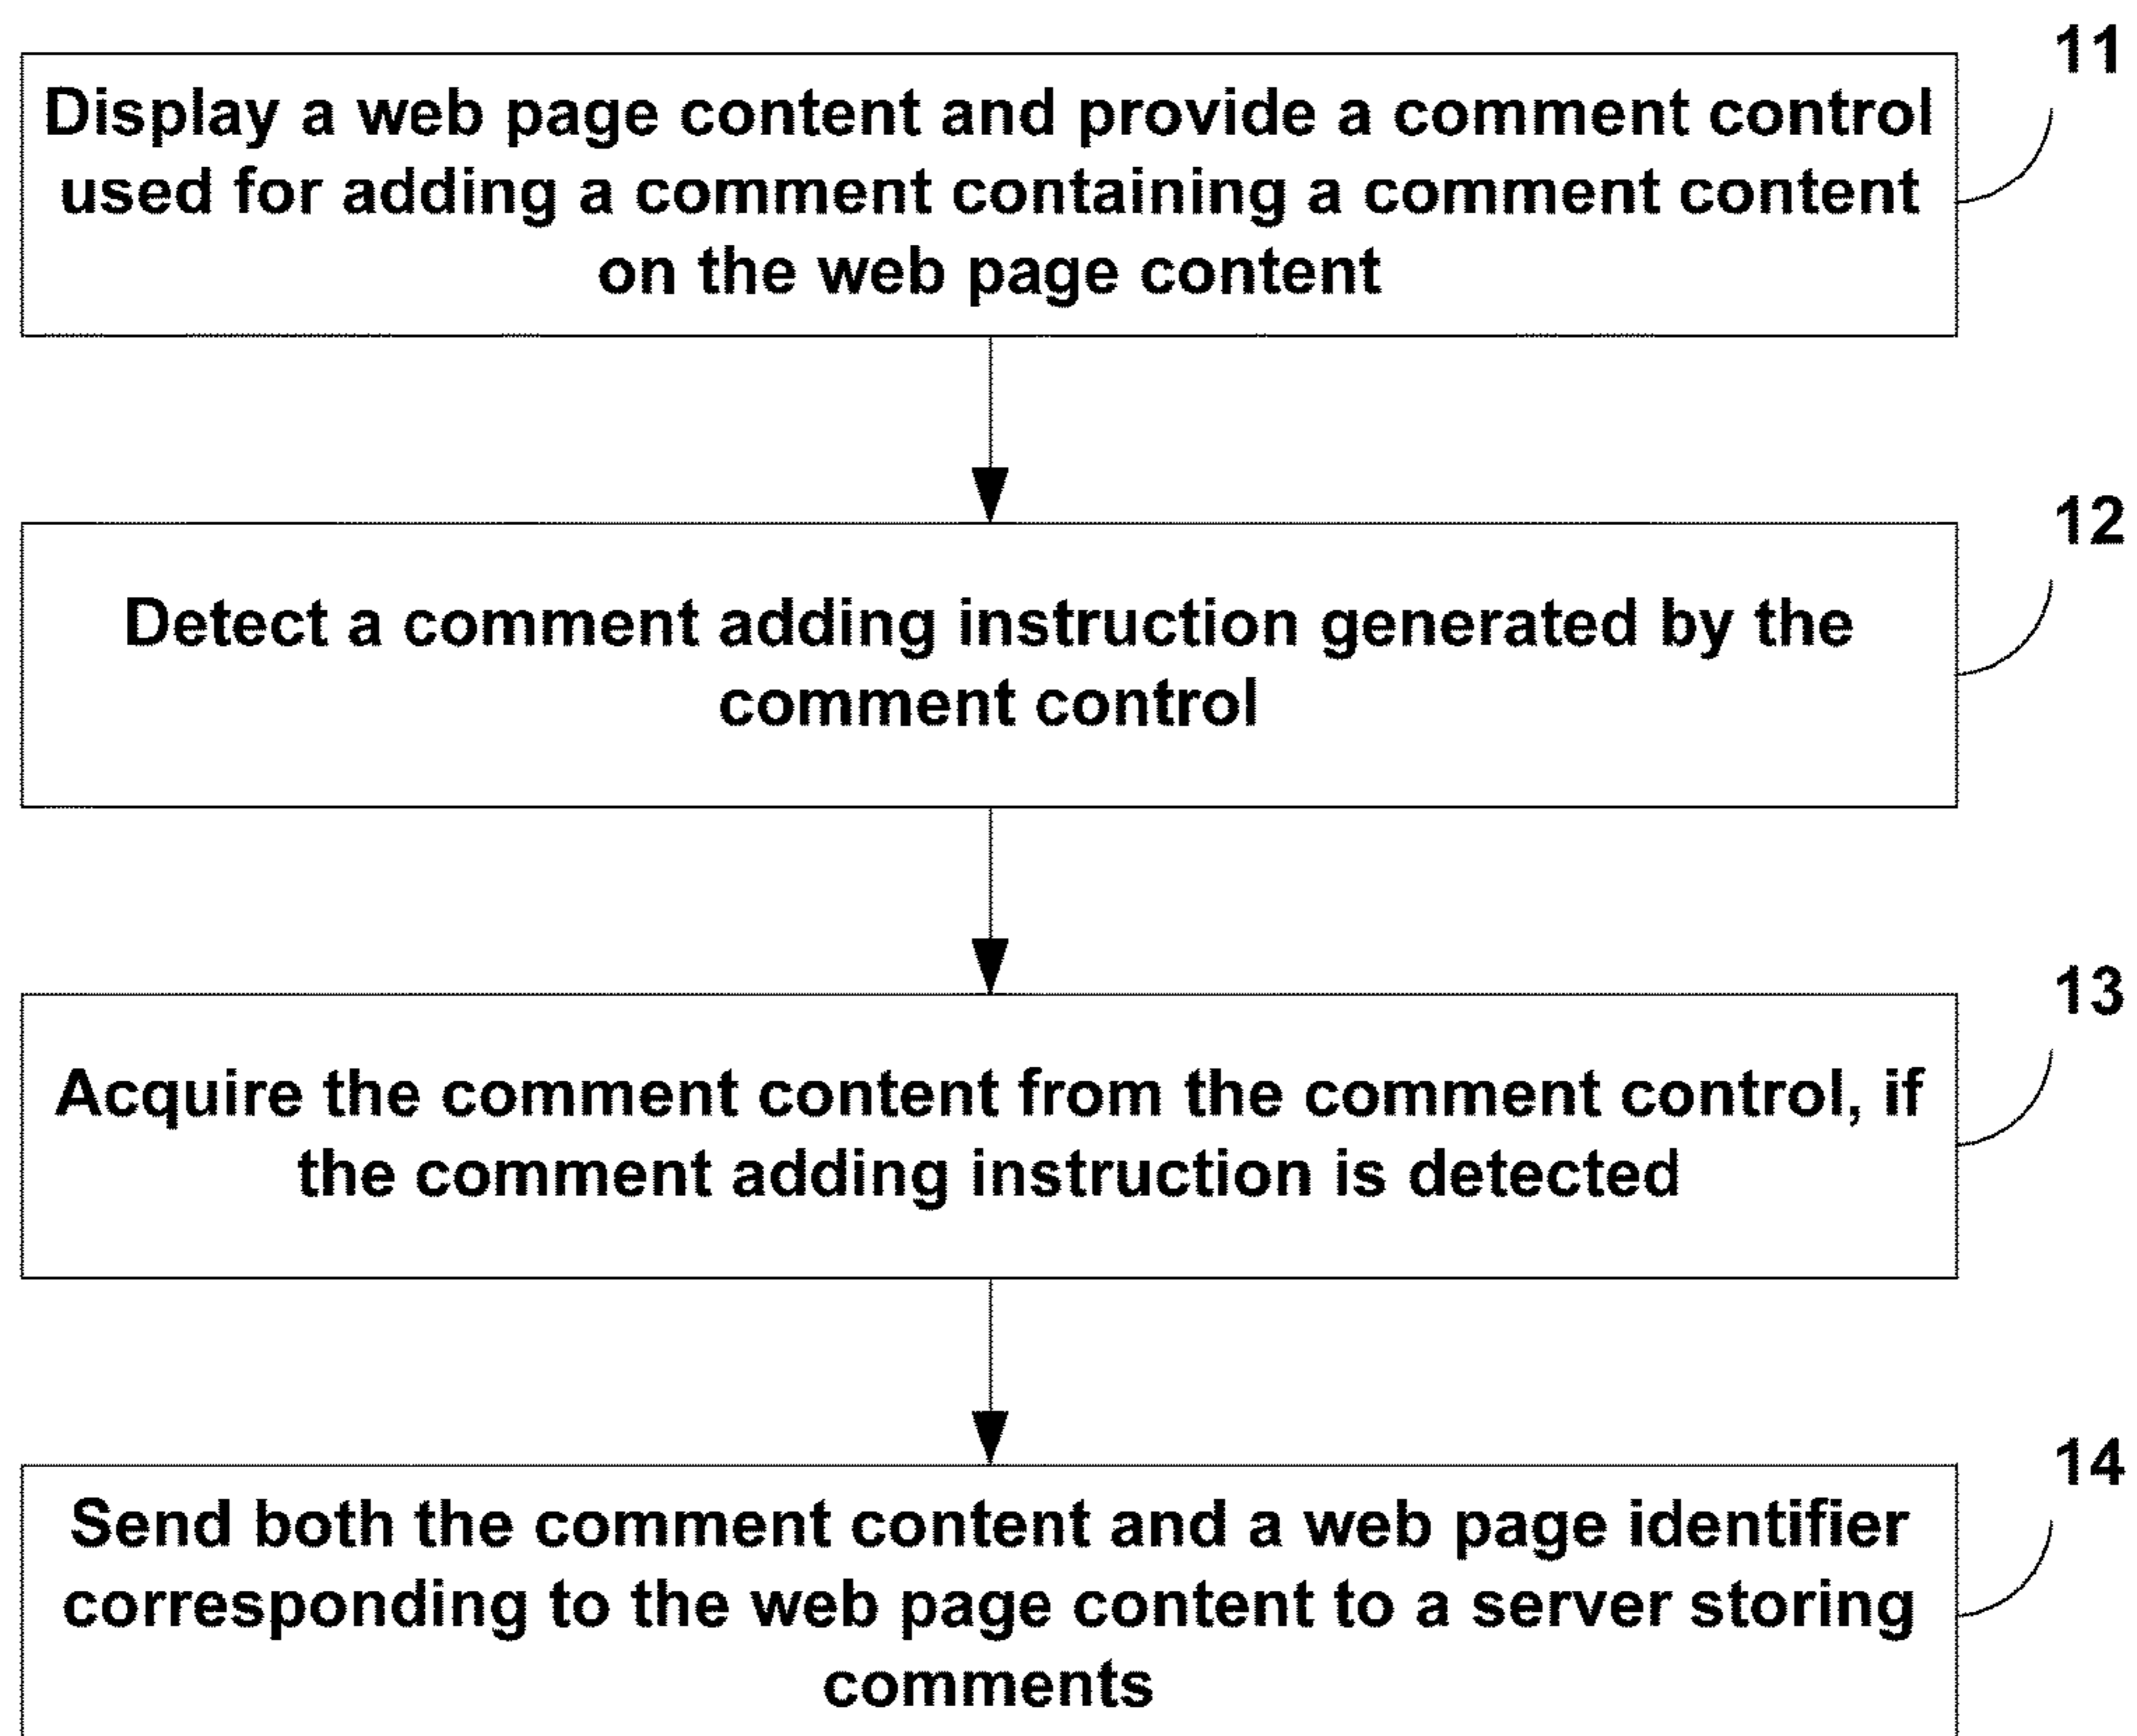 11
Display a web page content and provide a comment control
used for adding a comment containing a comment content
on the web page content
12
Detect a comment adding instruction generated by the
comment control
13
Acquire the comment content from the comment control, if
the comment adding instruction is detected
14
Send both the comment content and a web page identifier
corresponding to the web page content to a server storing
comments